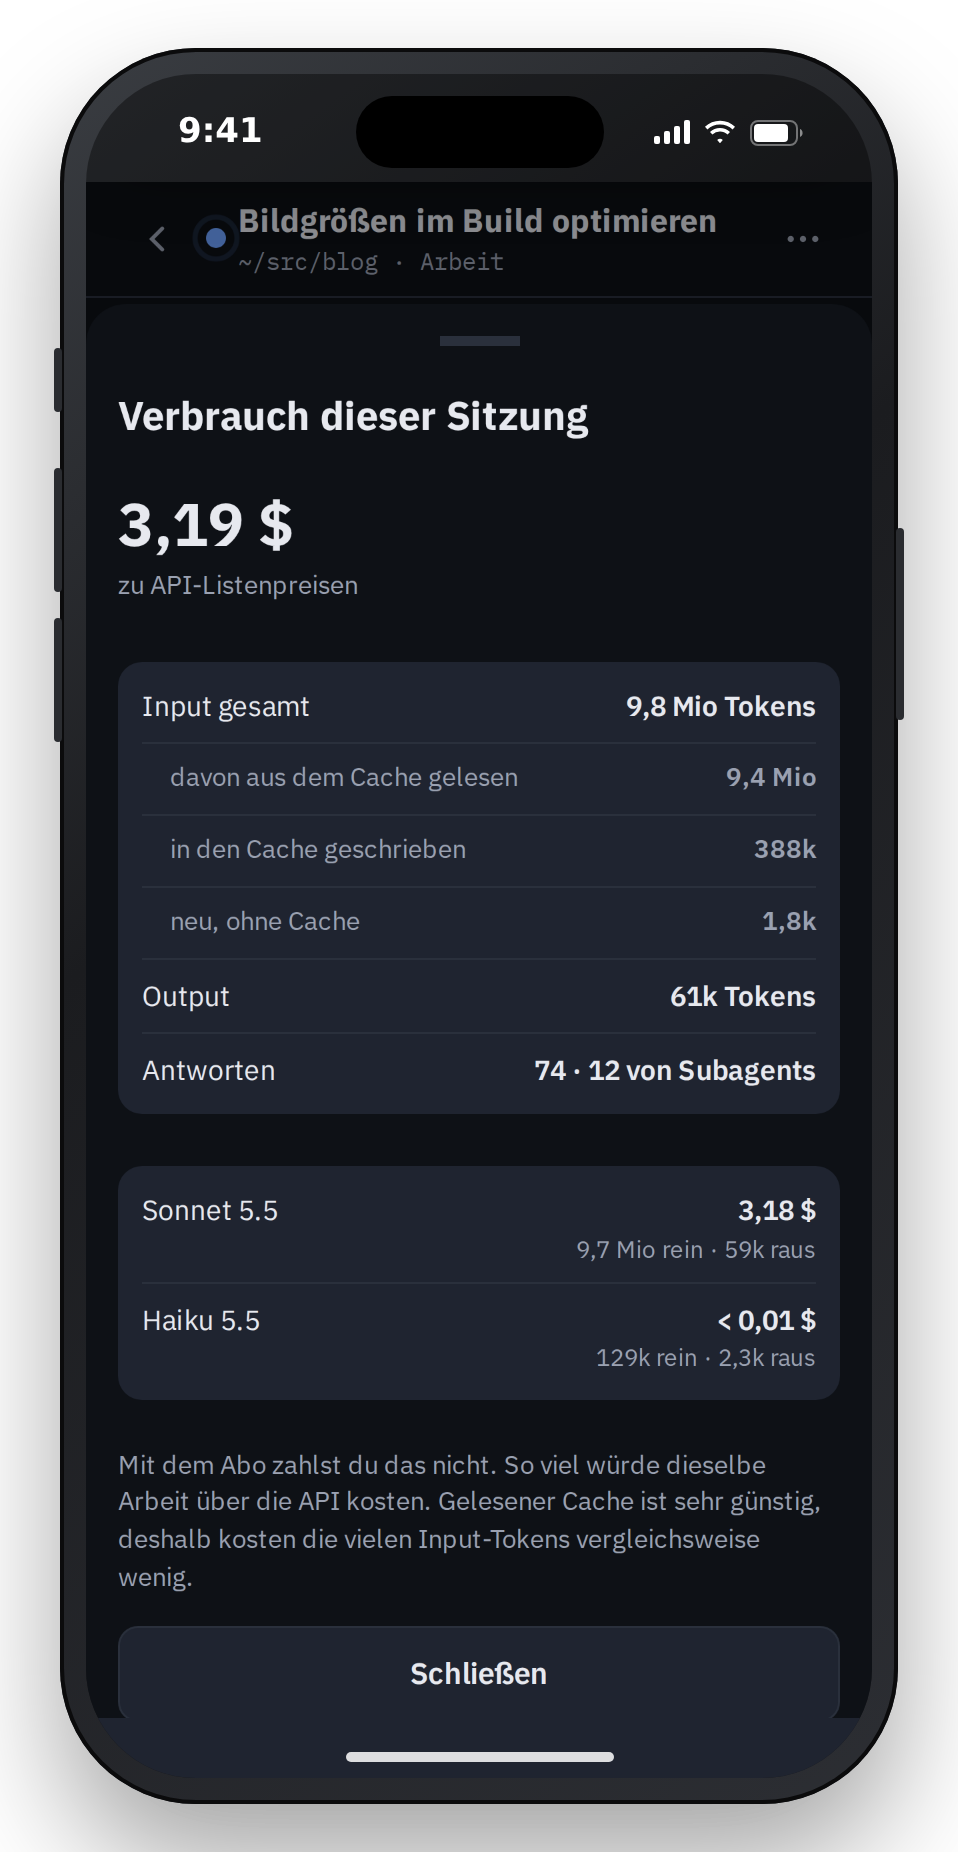 9:41
Bildgrößen im Build optimieren
~/src/blog · Arbeit
Verbrauch dieser Sitzung
3,19 $
zu API-Listenpreisen
Input gesamt 9,8 Mio Tokens
davon aus dem Cache gelesen 9,4 Mio
in den Cache geschrieben 388k
neu, ohne Cache 1,8k
Output 61k Tokens
Antworten 74 · 12 von Subagents
Sonnet 5.5 3,18 $
9,7 Mio rein · 59k raus
Haiku 5.5 < 0,01 $
129k rein · 2,3k raus
Mit dem Abo zahlst du das nicht. So viel würde dieselbe
Arbeit über die API kosten. Gelesener Cache ist sehr günstig,
deshalb kosten die vielen Input-Tokens vergleichsweise
wenig.
Schließen